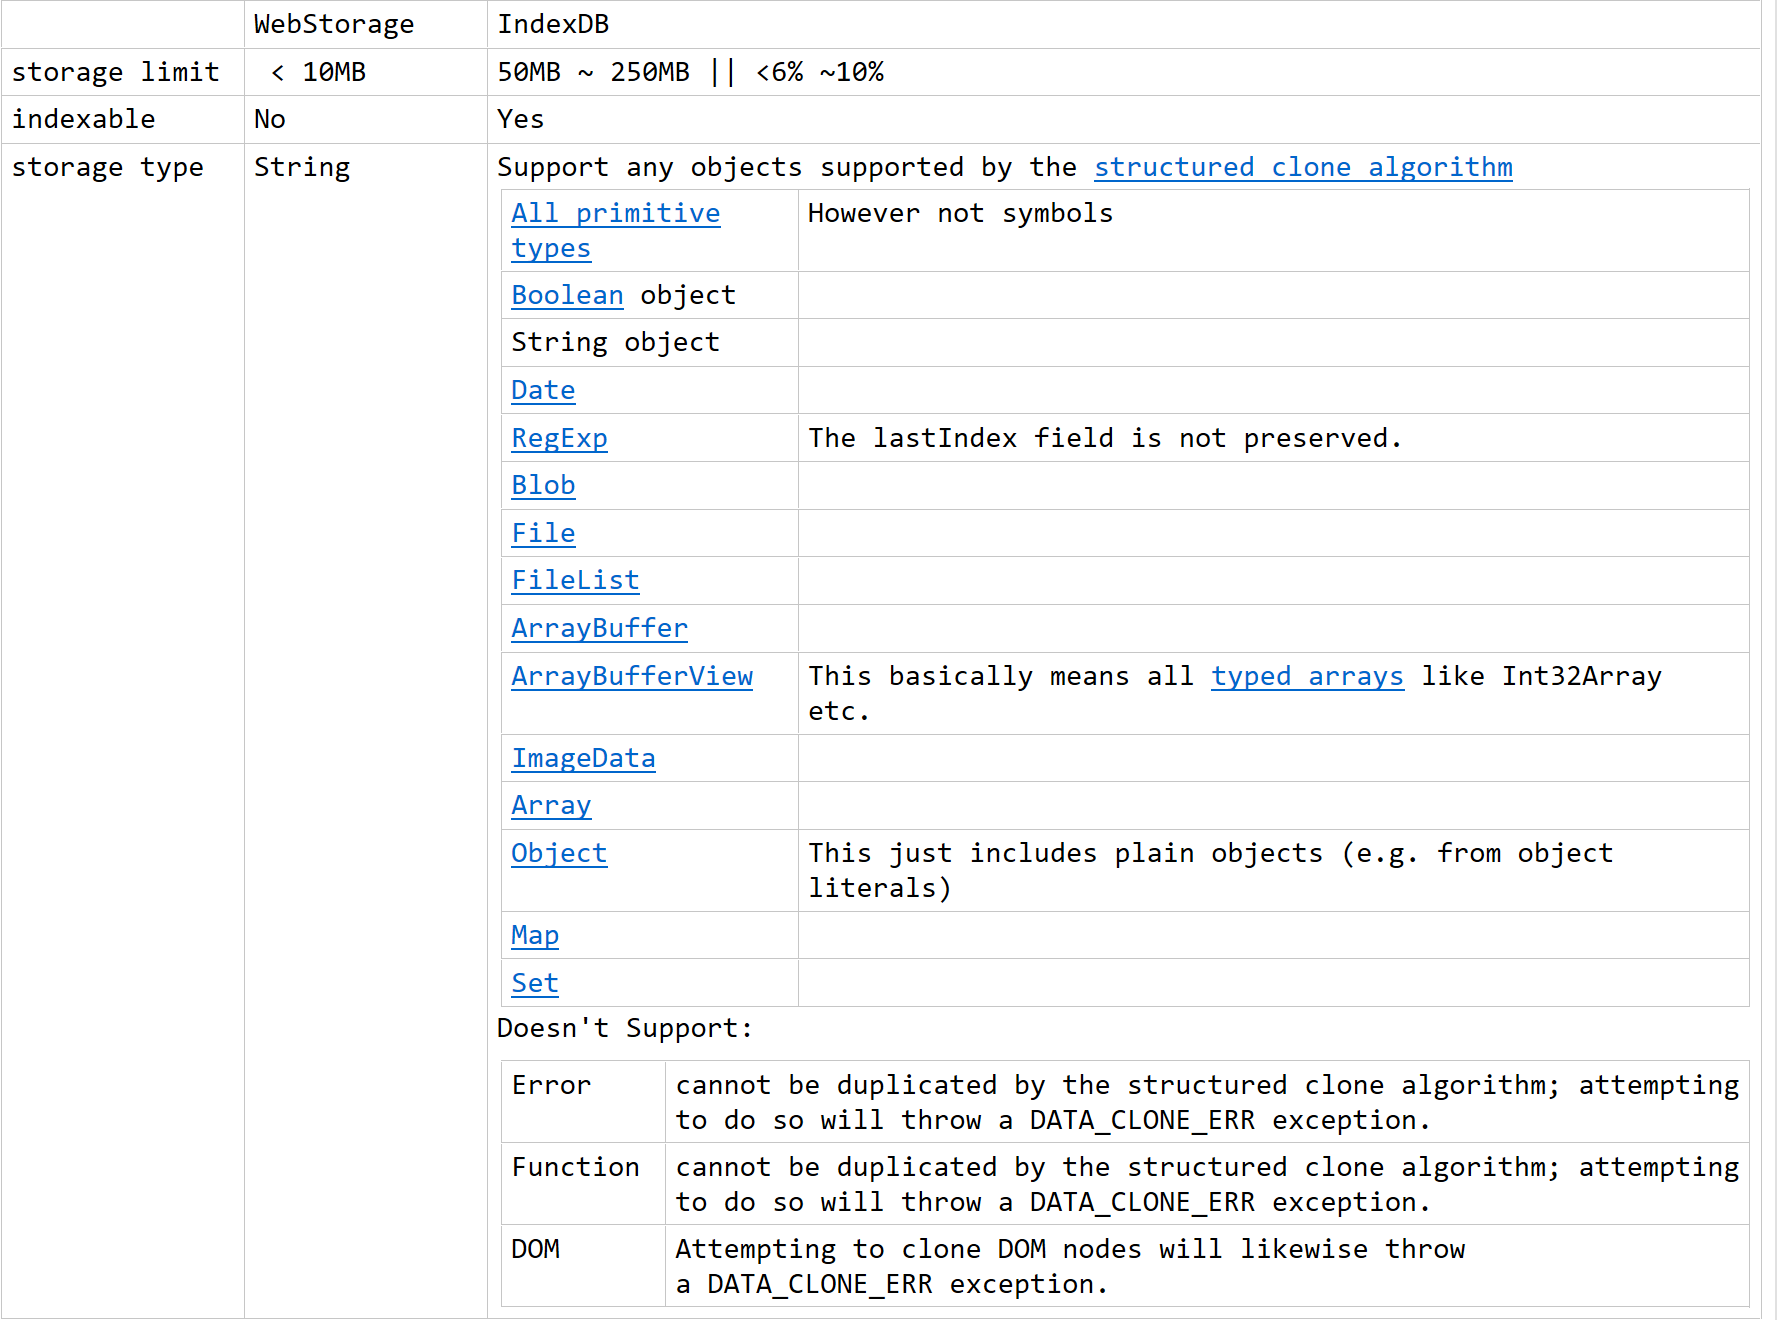 WebStorage IndexDB
storage limit < 10MB 50MB ~ 250MB || <6% ~10%
indexable No Yes
storage type String Support any objects supported by the structured clone algorithm
All primitive However not symbols
types
Boolean object
String object
Date
RegExp The lastIndex field is not preserved.
Blob
File
FileList
ArrayBuffer
ArrayBufferView This basically means all typed arrays like Int32Array
etc.
ImageData
Array
Object This just includes plain objects (e.g. from object
literals)
Map
Set
Doesn't Support:
Error cannot be duplicated by the structured clone algorithm; attempting
to do so will throw a DATA_CLONE_ERR exception.
Function cannot be duplicated by the structured clone algorithm; attempting
to do so will throw a DATA_CLONE_ERR exception.
DOM Attempting to clone DOM nodes will likewise throw
a DATA_CLONE_ERR exception.